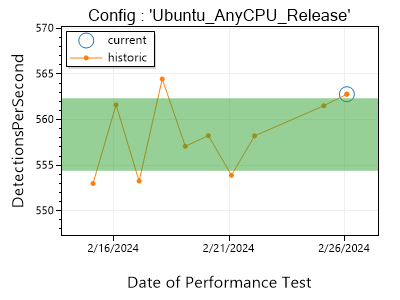 Config : 'Ubuntu_AnyCPU_Release'
570
current
historic
565
560
555
550
DetectionsPerSecond
2/16/2024 2/21/2024 2/26/2024
Date of Performance Test